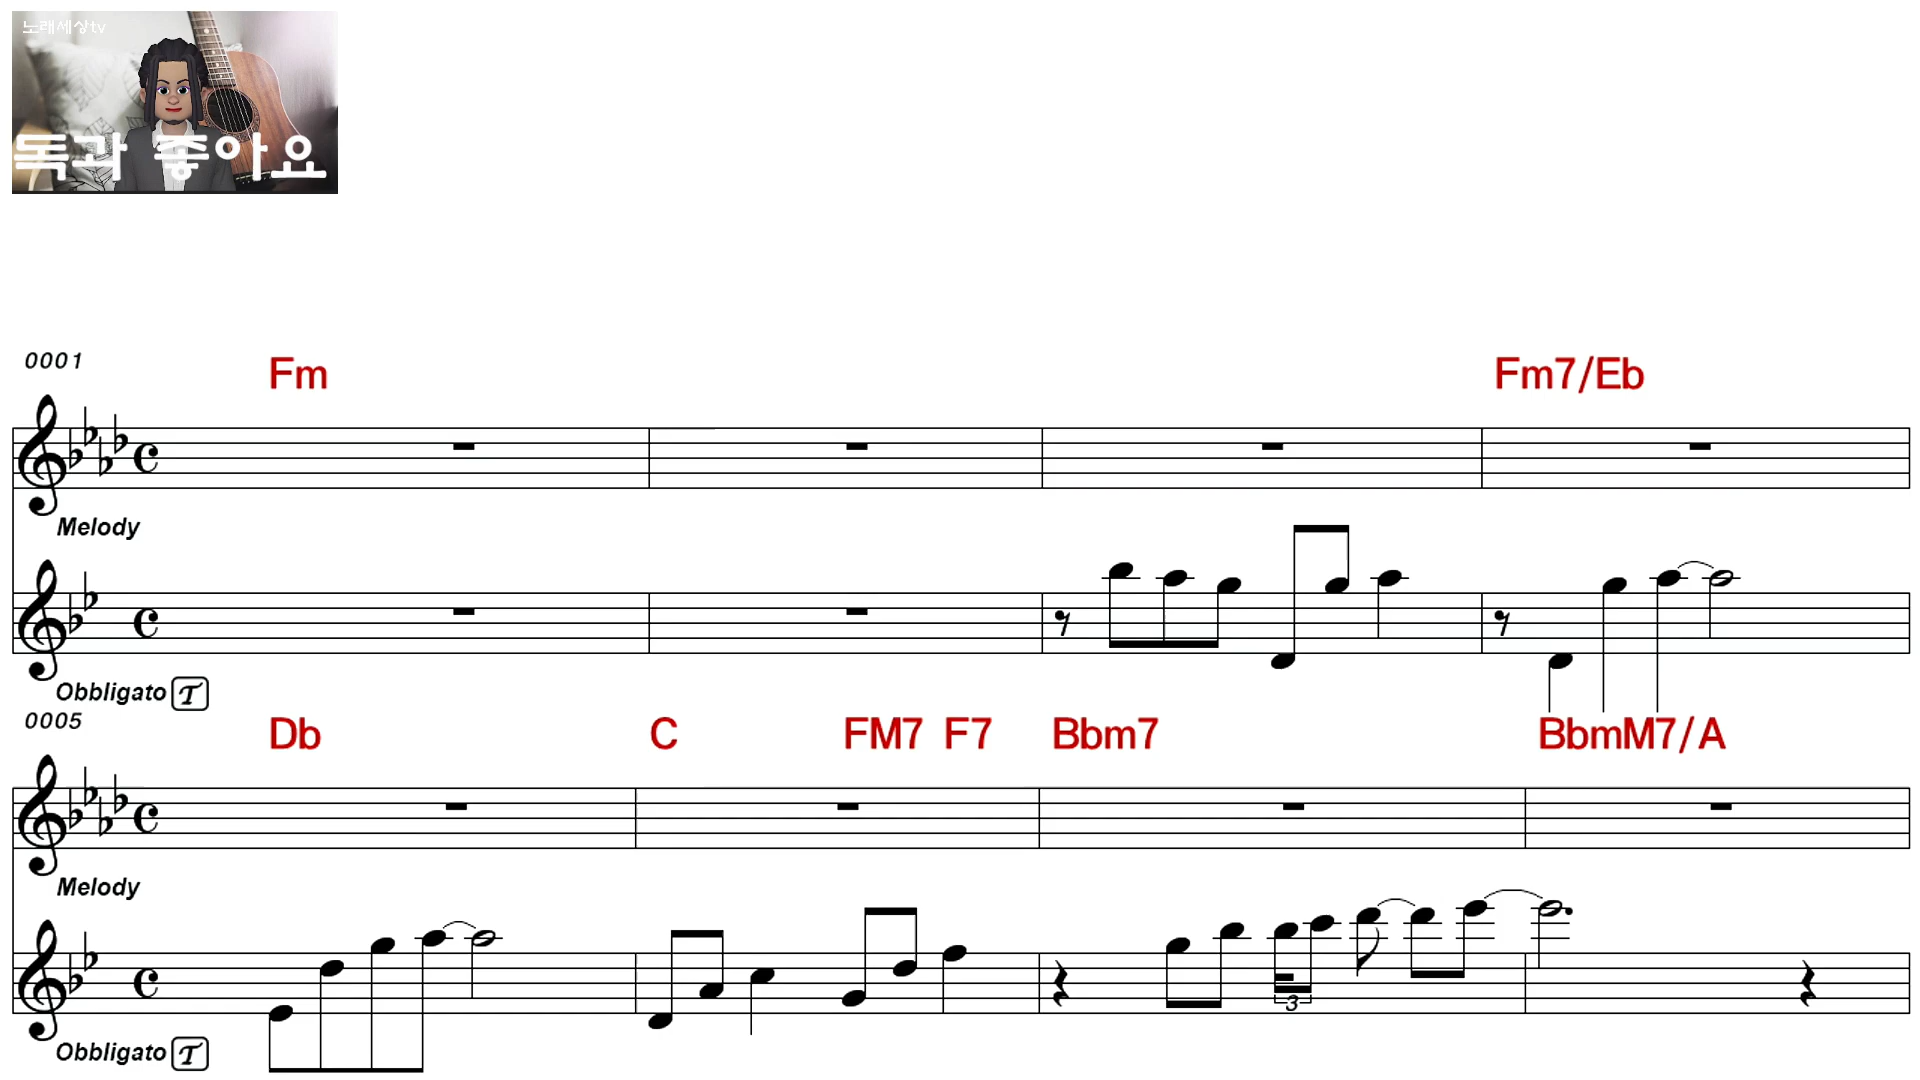 노래세상tv
독과 좋아요
0001
Fm Fm7/Eb
Melody
Obbligato T
0005
Db C FM7 F7 Bbm7 BbmM7/A
Melody
3
Obbligato T